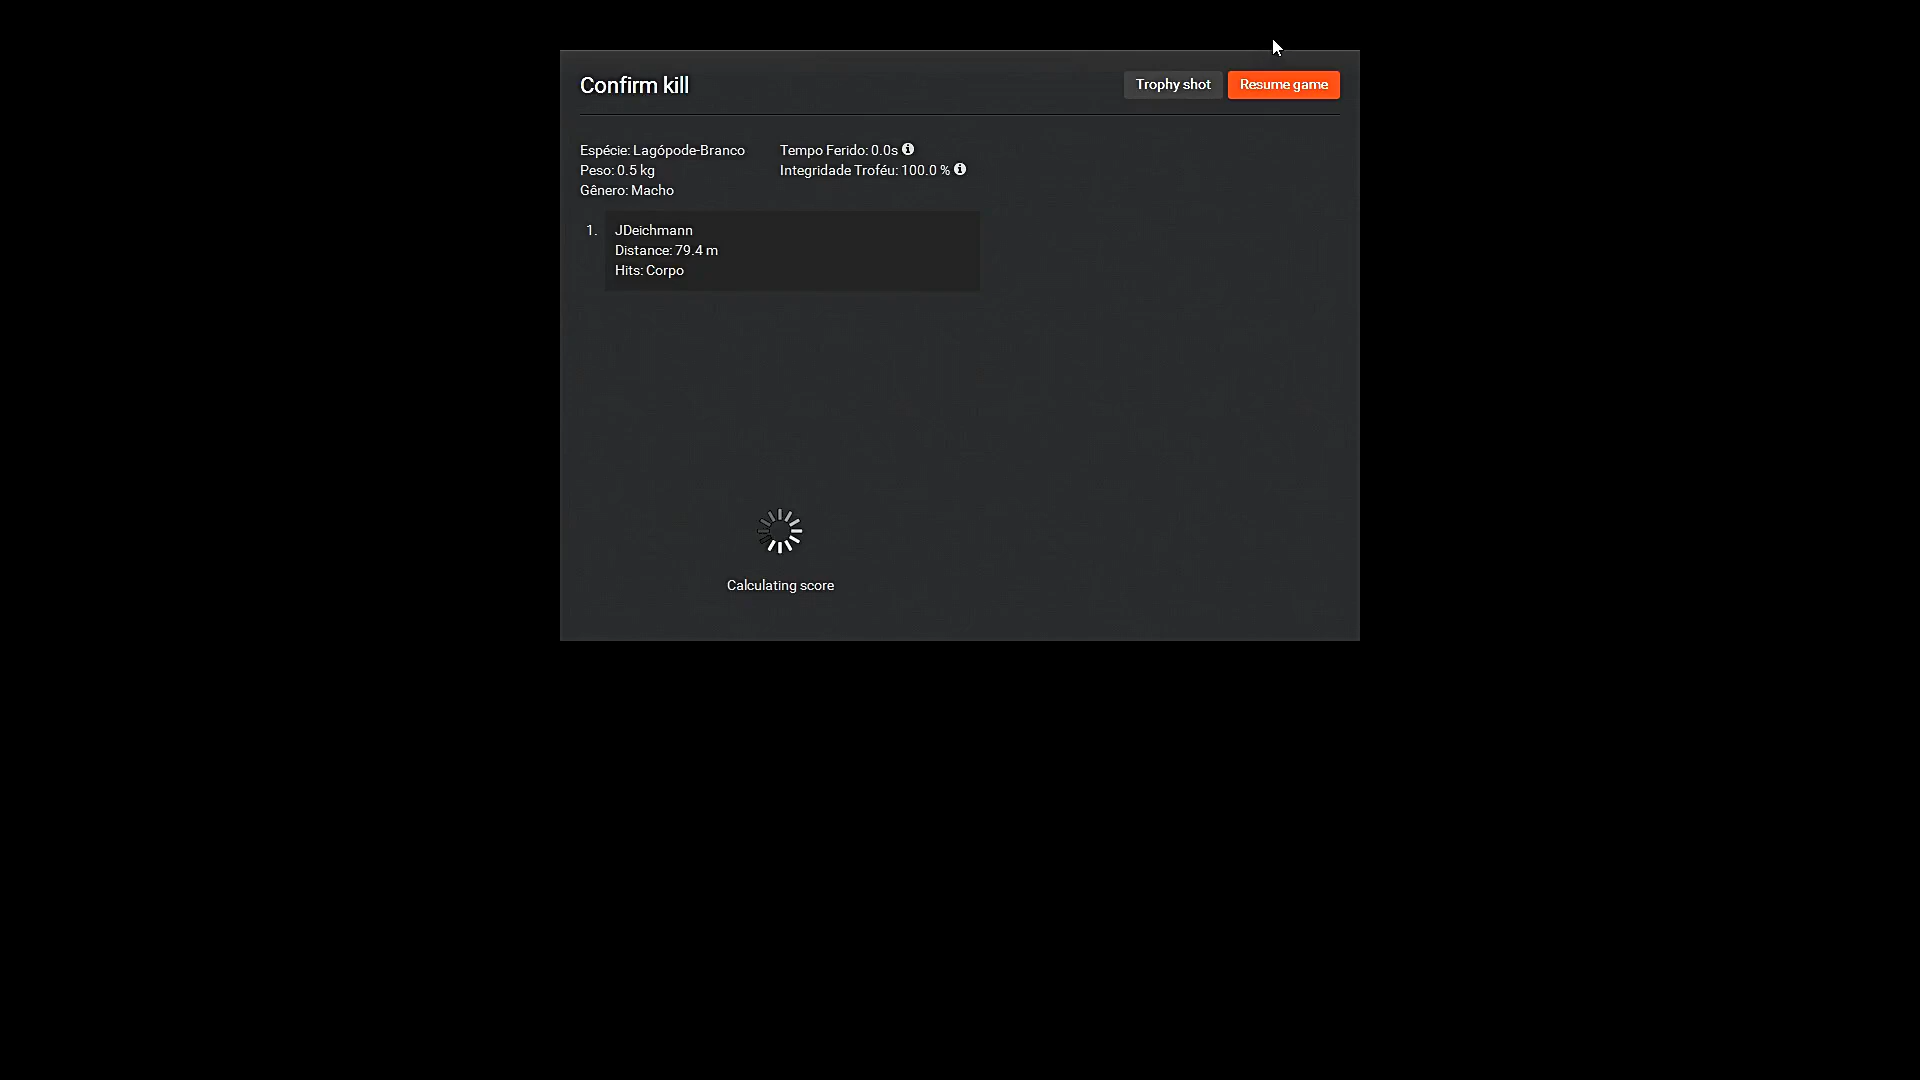 Confirm kill
Trophy shot
Resume game
Espécie: Lagópode-Branco
Peso: 0.5 kg
Gênero: Macho
Tempo Ferido: 0.0s
Integridade Troféu: 100.0 %
1.
JDeichmann
Distance: 79.4 m
Hits: Corpo
Calculating score